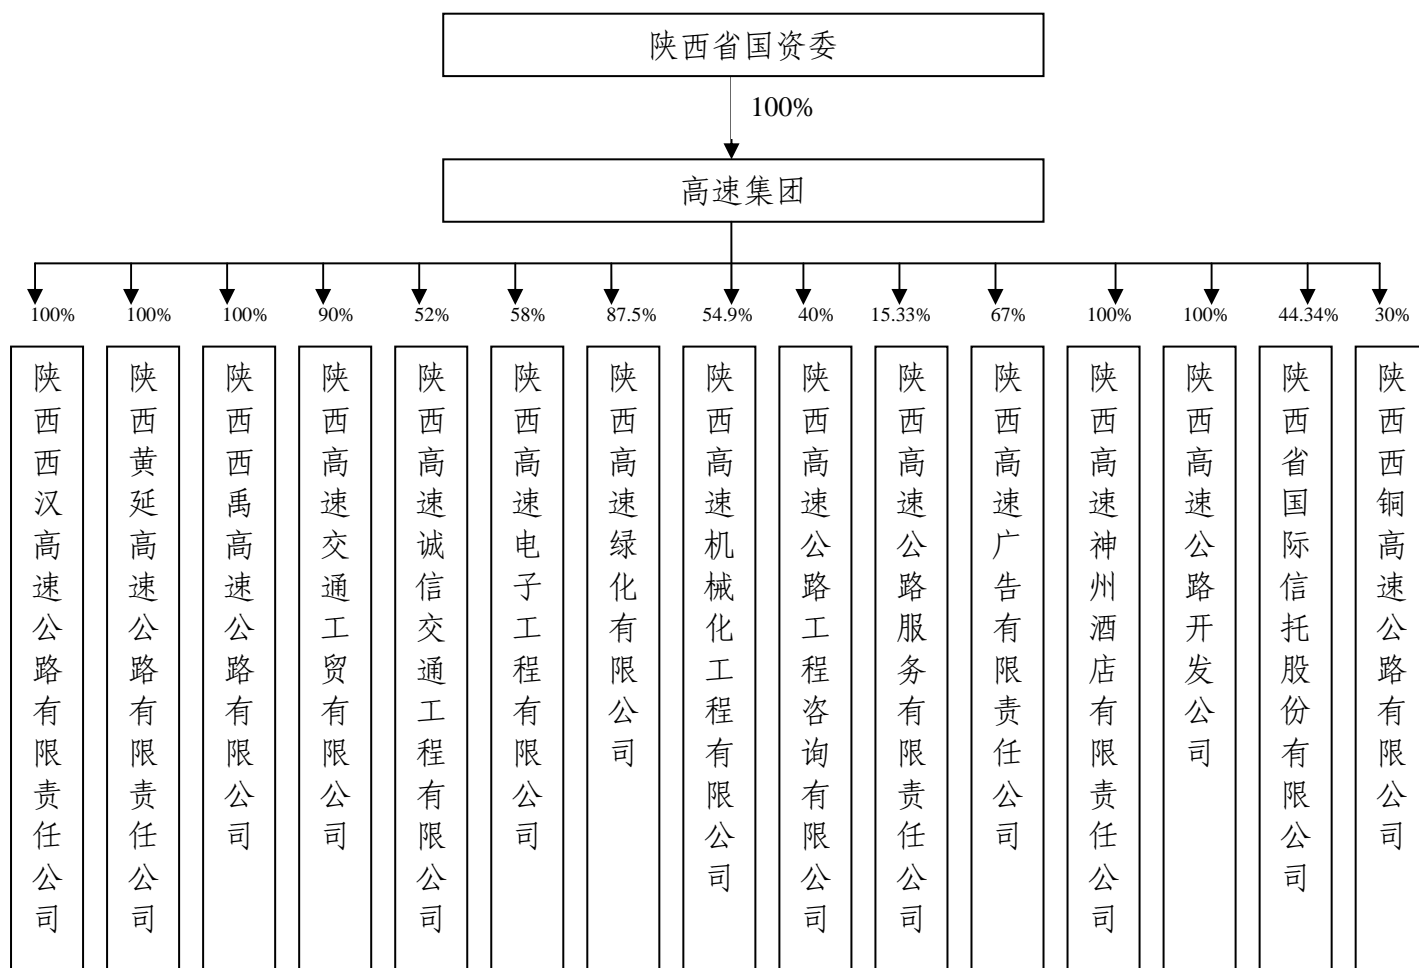 陕西省国资委
100%
高速集团
100%
100%
100%
90%
52%
58%
87.5%
54.9%
40%
15.33%
67%
100%
100%
44.34%
30%
陕西西汉高速公路有限责任公司
陕西黄延高速公路有限责任公司
陕西西禹高速公路有限公司
陕西高速交通工贸有限公司
陕西高速诚信交通工程有限公司
陕西高速电子工程有限公司
陕西高速绿化有限公司
陕西高速机械化工程有限公司
陕西高速公路工程咨询有限公司
陕西高速公路服务有限责任公司
陕西高速广告有限责任公司
陕西高速神州酒店有限责任公司
陕西高速公路开发公司
陕西省国际信托股份有限公司
陕西西铜高速公路有限公司